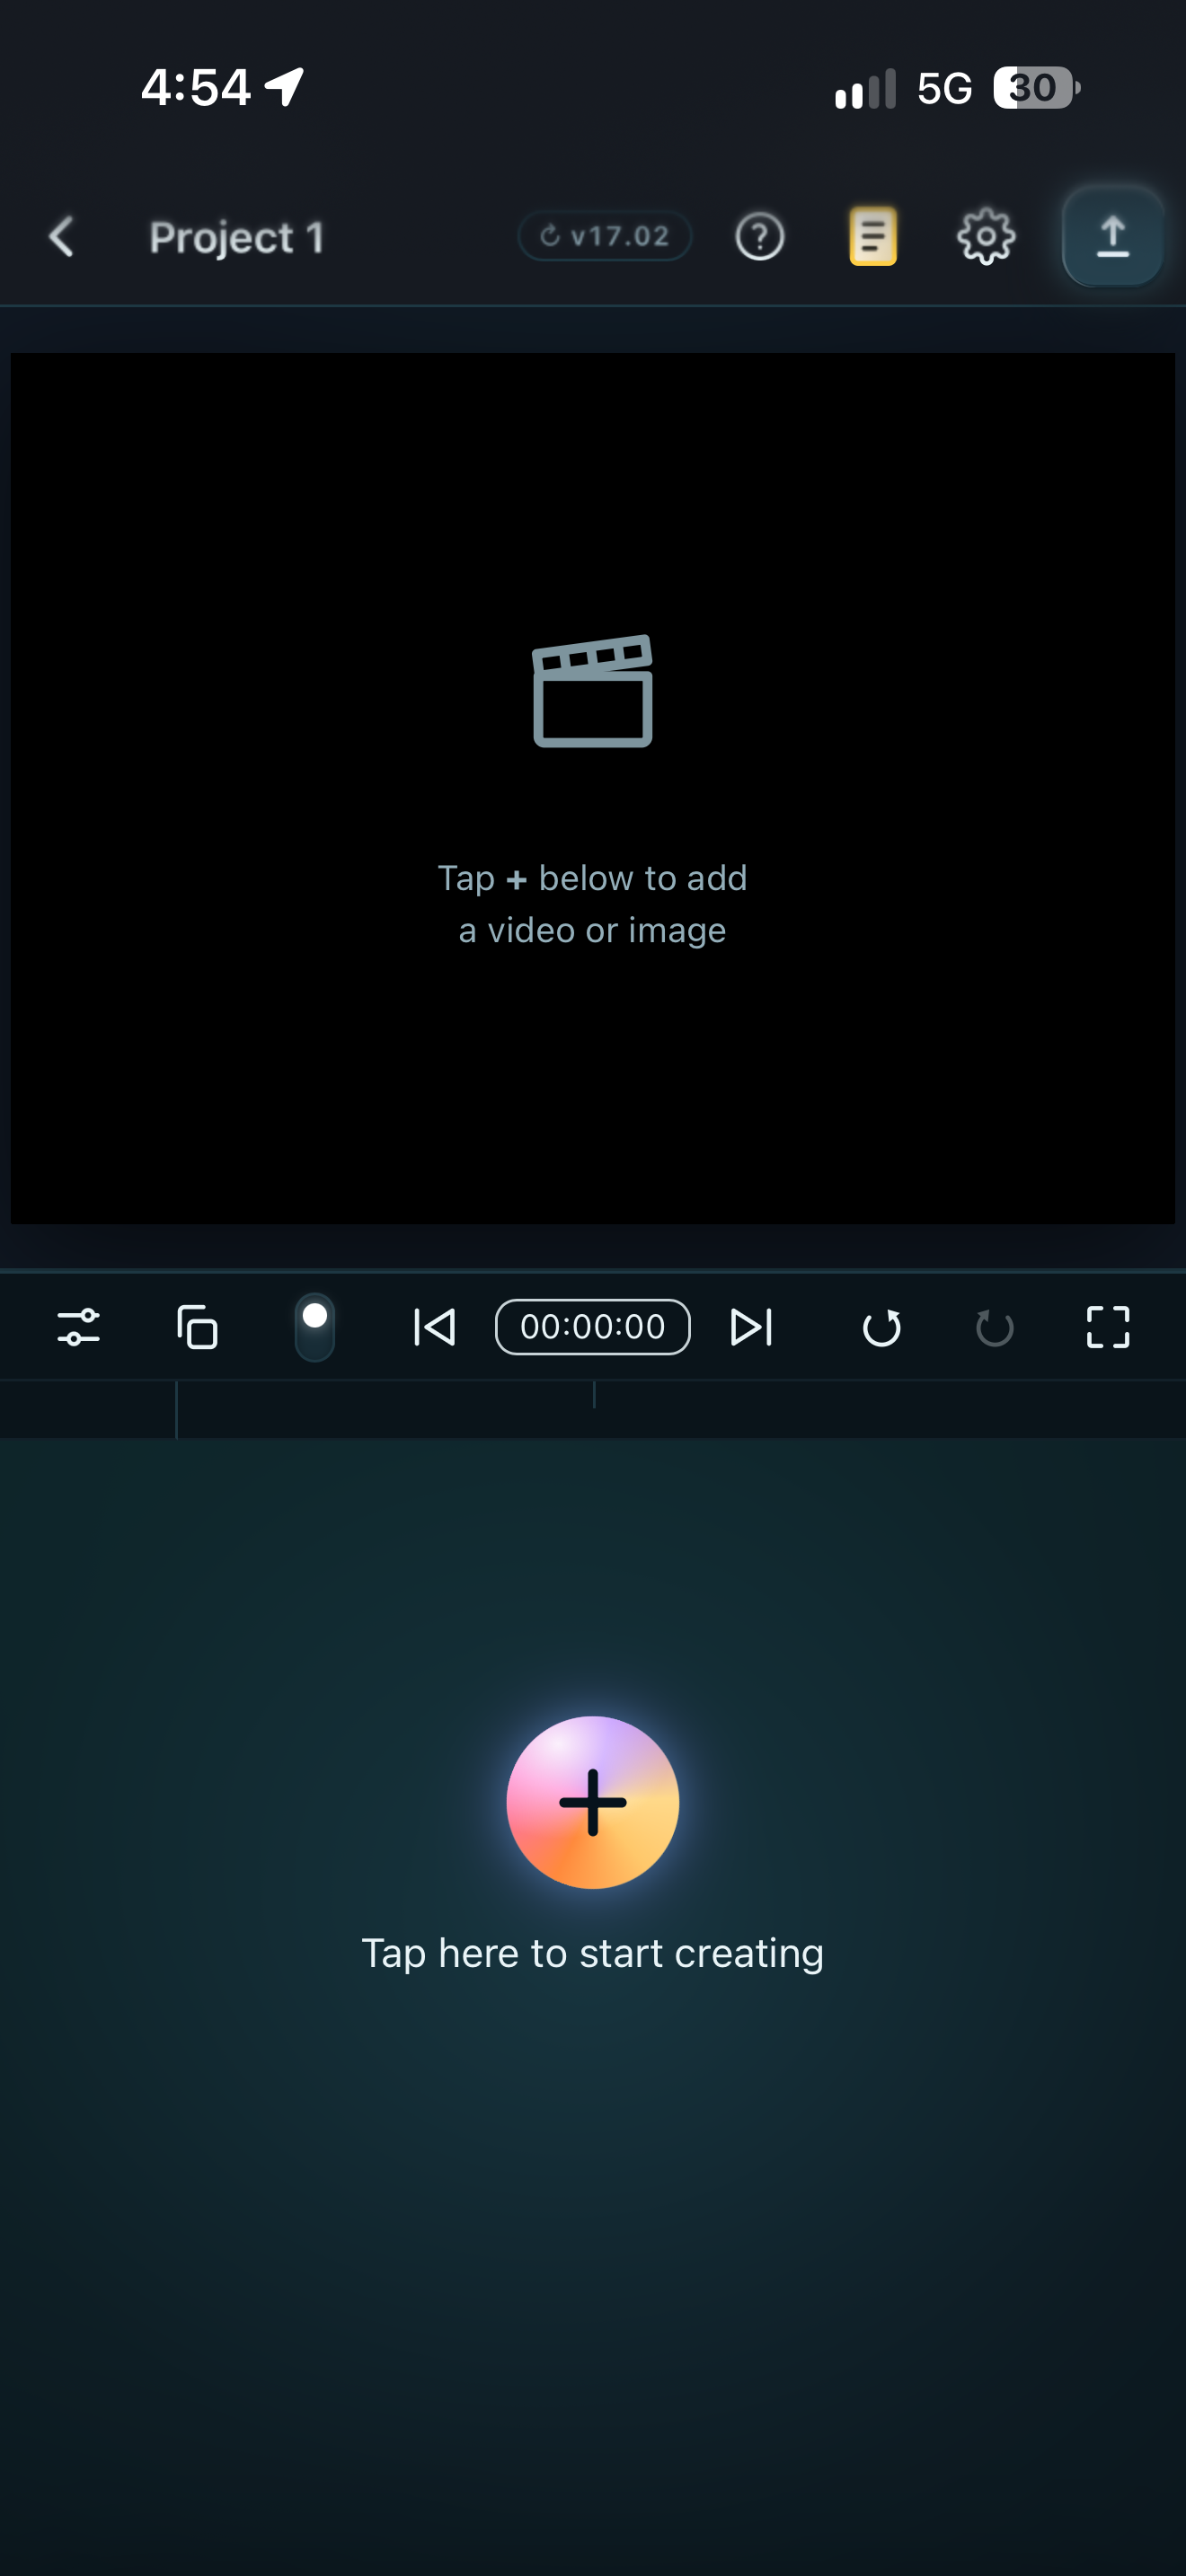 4:54 5G 30
Project 1 v17.02
Tap + below to add
a video or image
00:00:00
Tap here to start creating